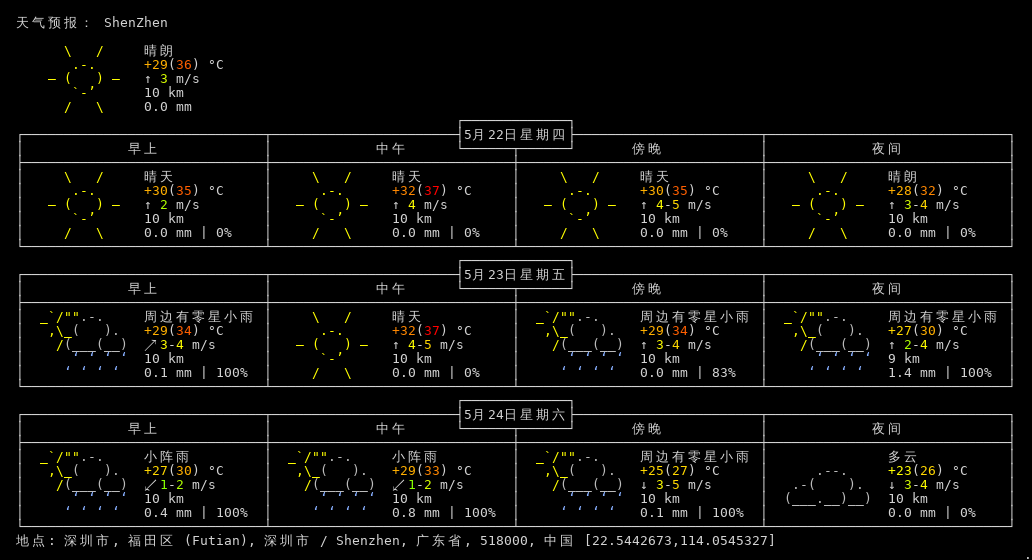 天气预报： ShenZhen
晴朗
+29(36) °C
↑ 3 m/s
10 km
0.0 mm
5月22日星期四
早上 中午 傍晚 夜间
晴天 晴天 晴天 晴朗
+30(35) °C +32(37) °C +30(35) °C +28(32) °C
↑ 2 m/s ↑ 4 m/s ↑ 4-5 m/s ↑ 3-4 m/s
10 km 10 km 10 km 10 km
0.0 mm | 0% 0.0 mm | 0% 0.0 mm | 0% 0.0 mm | 0%
5月23日星期五
早上 中午 傍晚 夜间
周边有零星小雨 晴天 周边有零星小雨 周边有零星小雨
+29(34) °C +32(37) °C +29(34) °C +27(30) °C
↗ 3-4 m/s ↑ 4-5 m/s ↑ 3-4 m/s ↑ 2-4 m/s
10 km 10 km 10 km 9 km
0.1 mm | 100% 0.0 mm | 0% 0.0 mm | 83% 1.4 mm | 100%
5月24日星期六
早上 中午 傍晚 夜间
小阵雨 小阵雨 周边有零星小雨 多云
+27(30) °C +29(33) °C +25(27) °C +23(26) °C
↙ 1-2 m/s ↙ 1-2 m/s ↓ 3-5 m/s ↓ 3-4 m/s
10 km 10 km 10 km 10 km
0.4 mm | 100% 0.8 mm | 100% 0.1 mm | 100% 0.0 mm | 0%
地点: 深圳市, 福田区 (Futian), 深圳市 / Shenzhen, 广东省, 518000, 中国 [22.5442673,114.0545327]